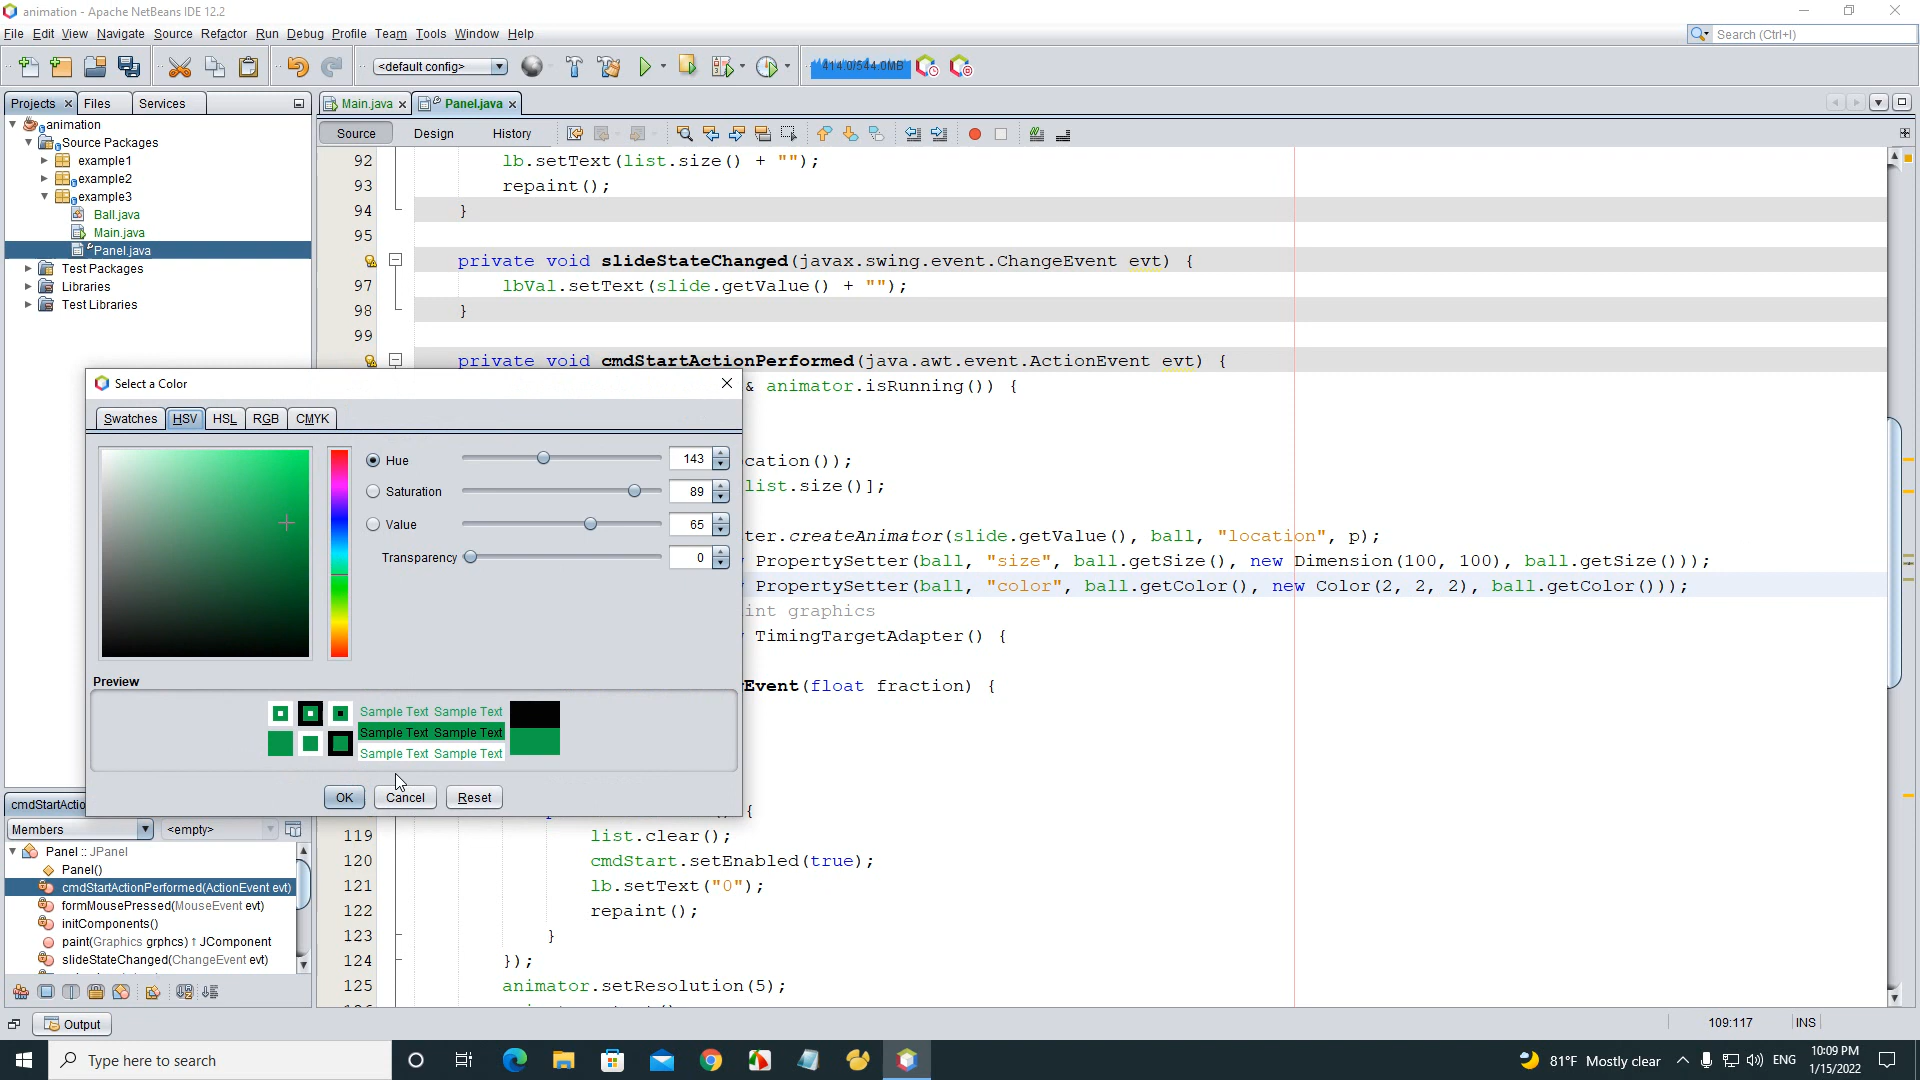 animation - Apache NetBeans IDE 12.2
File Edit View Navigate Source Refactor Run Debug Profile Team Tools Window Help
Search (Ctrl+I)
<default config>
414.0/544.0MB
Projects Files Services
Main.java Panel.java
animation
Source Packages
example1
example2
example3
Ball.java
Main.java
Panel.java
Test Packages
Libraries
Test Libraries
Source Design History
92 lb.setText(list.size() + "");
93 repaint();
94 }
95
private void slideStateChanged(javax.swing.event.ChangeEvent evt) {
97 lbVal.setText(slide.getValue() + "");
98 }
99
private void cmdStartActionPerformed(java.awt.event.ActionEvent evt) {
& animator.isRunning()) {
cation());
list.size()];
ter.createAnimator(slide.getValue(), ball, "location", p);
PropertySetter(ball, "size", ball.getSize(), new Dimension(100, 100), ball.getSize()));
PropertySetter(ball, "color", ball.getColor(), new Color(2, 2, 2), ball.getColor()));
int graphics
TimingTargetAdapter() {
Event(float fraction) {
{
119 list.clear();
120 cmdStart.setEnabled(true);
121 lb.setText("0");
122 repaint();
123 }
124 });
125 animator.setResolution(5);
Select a Color
Swatches HSV HSL RGB CMYK
Hue 143
Saturation 89
Value 65
Transparency 0
Preview
Sample Text Sample Text
Sample Text Sample Text
Sample Text Sample Text
OK Cancel Reset
cmdStartActio
Members <empty>
Panel :: JPanel
Panel()
cmdStartActionPerformed(ActionEvent evt)
formMousePressed(MouseEvent evt)
initComponents()
paint(Graphics grphcs) ↑ JComponent
slideStateChanged(ChangeEvent evt)
Output
109:117 INS
Type here to search
81°F Mostly clear
ENG
10:09 PM
1/15/2022